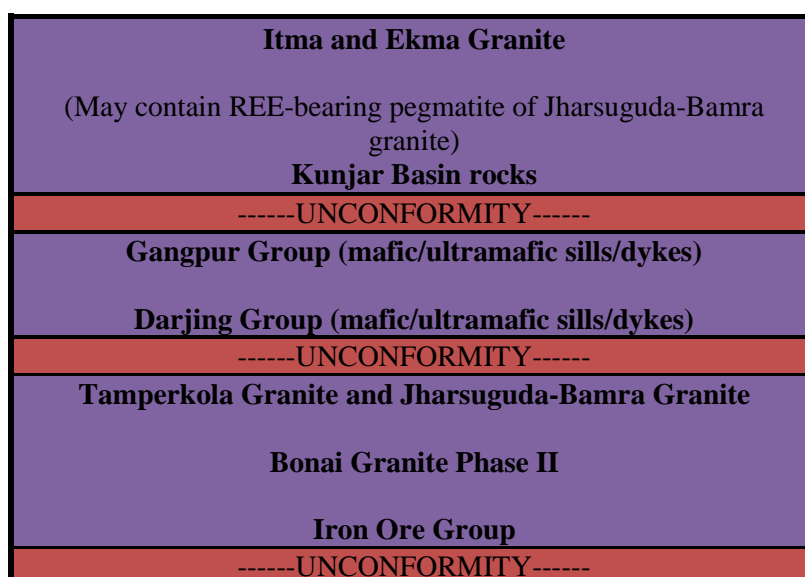 Itma and Ekma Granite
(May contain REE-bearing pegmatite of Jharsuguda-Bamra
granite)
Kunjar Basin rocks
------UNCONFORMITY------
Gangpur Group (mafic/ultramafic sills/dykes)
Darjing Group (mafic/ultramafic sills/dykes)
------UNCONFORMITY------
Tamperkola Granite and Jharsuguda-Bamra Granite
Bonai Granite Phase II
Iron Ore Group
------UNCONFORMITY------